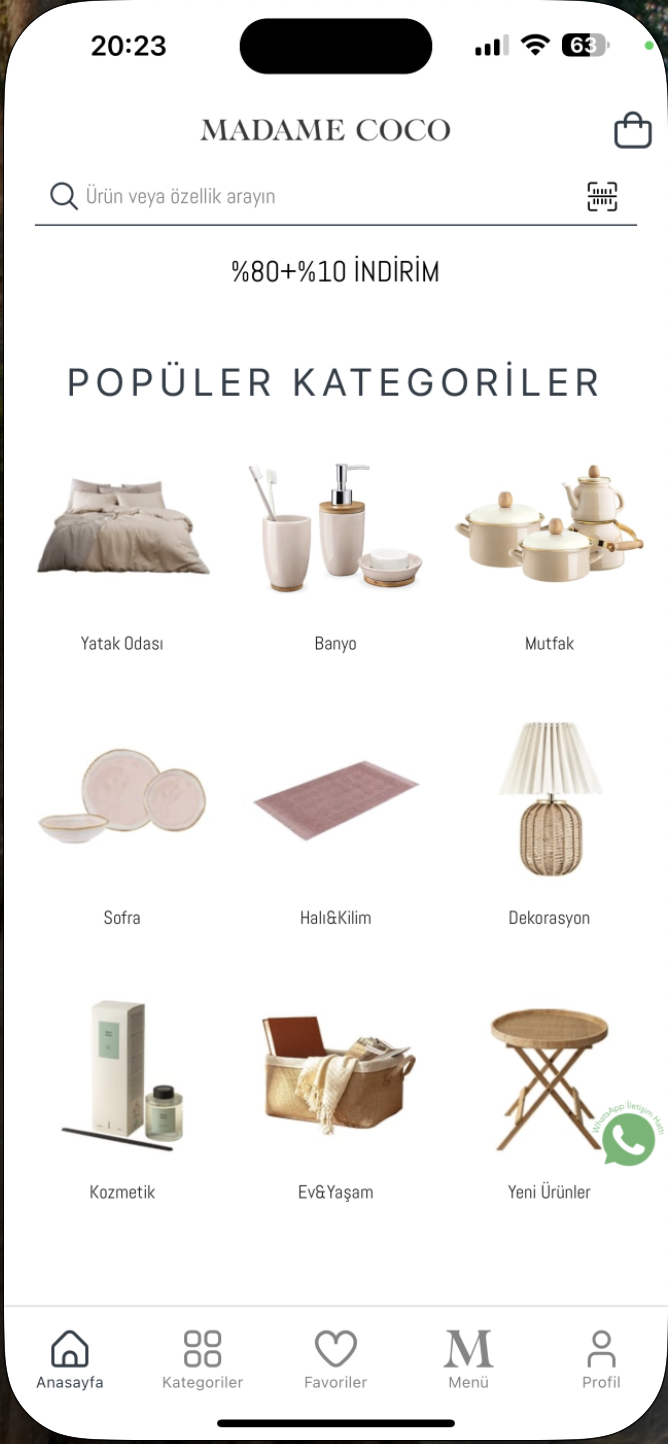 20:23
63
MADAME COCO
Ürün veya özellik arayın
%80+%10 İNDİRİM
POPÜLER KATEGORİLER
Yatak Odası
Banyo
Mutfak
Sofra
Halı&Kilim
Dekorasyon
Kozmetik
Ev&Yaşam
Yeni Ürünler
WhatsApp İletişim Hattı
Anasayfa
Kategoriler
Favoriler
M
Menü
Profil